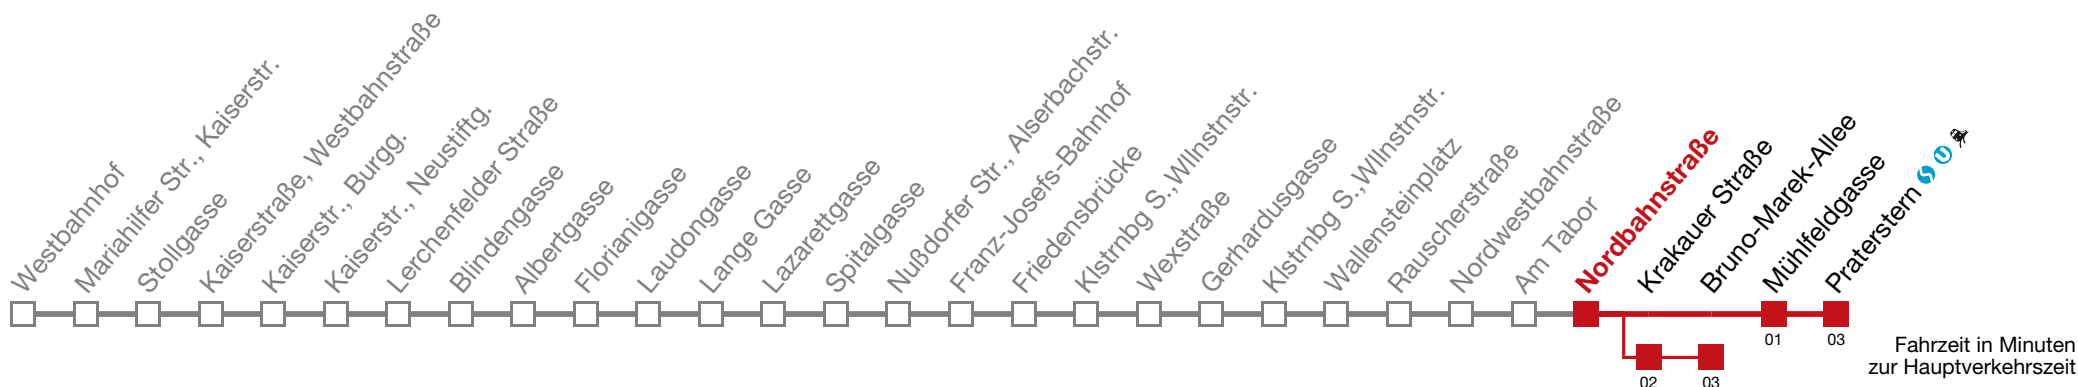 Westbahnhof
Mariahilfer Str., Kaiserstr.
Stollgasse
Kaiserstraße, Westbahnstraße
Kaiserstr., Burgg.
Kaiserstr., Neustiftg.
Lerchenfelder Straße
Blindengasse
Albertgasse
Florianigasse
Laudongasse
Lange Gasse
Lazarettgasse
Spitalgasse
Nußdorfer Str., Alserbachstr.
Franz-Josefs-Bahnhof
Friedensbrücke
Klstrnbg S.,Wllnstnstr.
Wexstraße
Gerhardusgasse
Klstrnbg S.,Wllnstnstr.
Wallensteinplatz
Rauscherstraße
Nordwestbahnstraße
Am Tabor
Nordbahnstraße
Krakauer Straße
Bruno-Marek-Allee
Mühlfeldgasse
Praterstern S U
01
03
02
03
Fahrzeit in Minuten
zur Hauptverkehrszeit